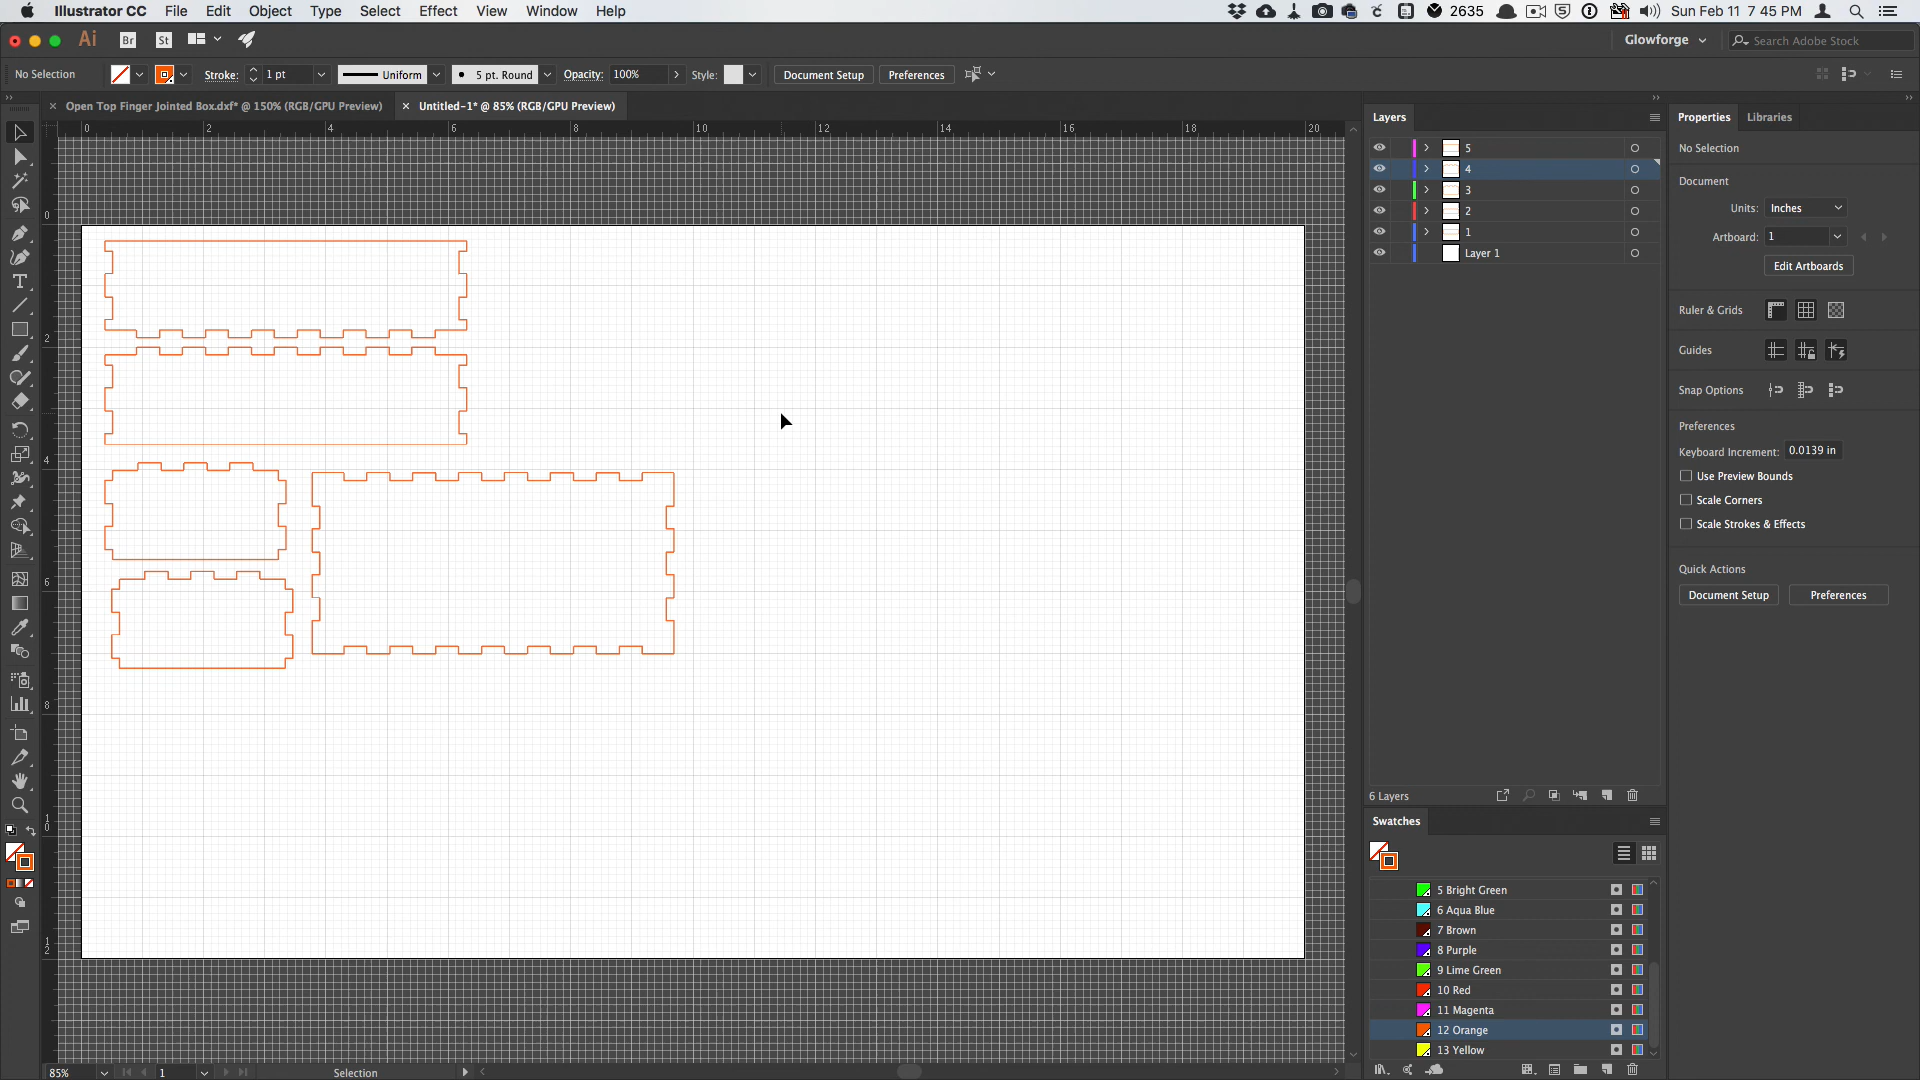 Illustrator CC File Edit Object Type Select Effect View Window Help 2635 Sun Feb 11 7:45 PM
Ai Br St Glowforge Search Adobe Stock
No Selection Stroke: 1 pt Uniform 5 pt. Round Opacity: 100% Style: Document Setup Preferences
Open Top Finger Jointed Box.dxf* @ 150% (RGB/GPU Preview) Untitled-1* @ 85% (RGB/GPU Preview)
0 2 4 6 8 10 12 14 16 18 20
0
2
4
6
8
10
12
Layers
5
4
3
2
1
Layer 1
6 Layers
Swatches
5 Bright Green
6 Aqua Blue
7 Brown
8 Purple
9 Lime Green
10 Red
11 Magenta
12 Orange
13 Yellow
Properties Libraries
No Selection
Document
Units: Inches
Artboard: 1
Edit Artboards
Ruler & Grids
Guides
Snap Options
Preferences
Keyboard Increment: 0.0139 in
Use Preview Bounds
Scale Corners
Scale Strokes & Effects
Quick Actions
Document Setup Preferences
85% 1 Selection